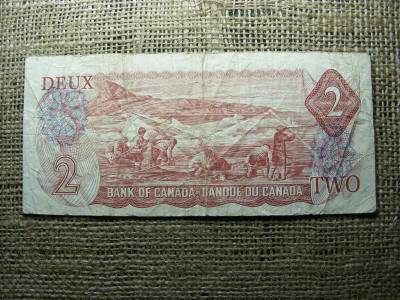 DEUX
2
2
BANK OF CANADA-BANQUE DU CANADA
TWO